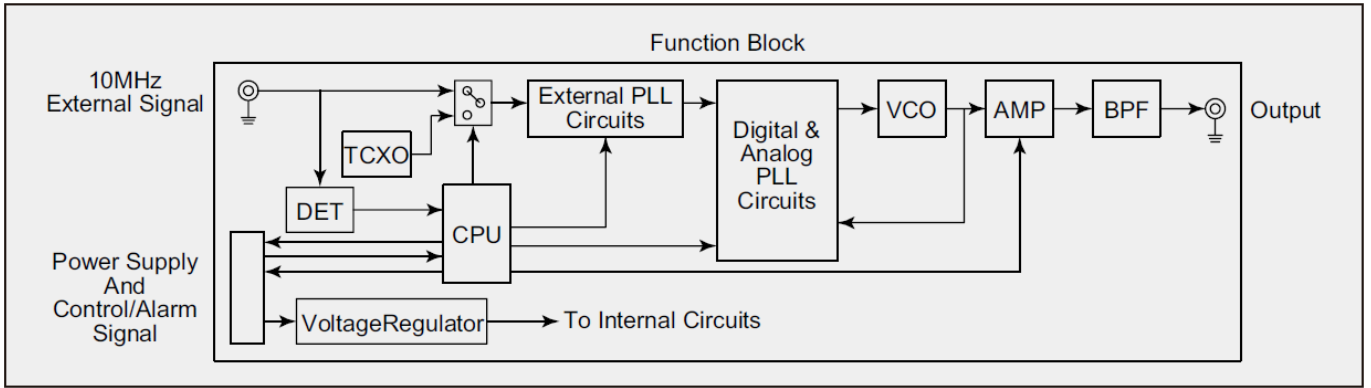 Function Block
10MHz
External Signal
TCXO
DET
CPU
External PLL
Circuits
Digital &
Analog
PLL
Circuits
VCO
AMP
BPF
Output
Power Supply
And
Control/Alarm
Signal
VoltageRegulator
To Internal Circuits